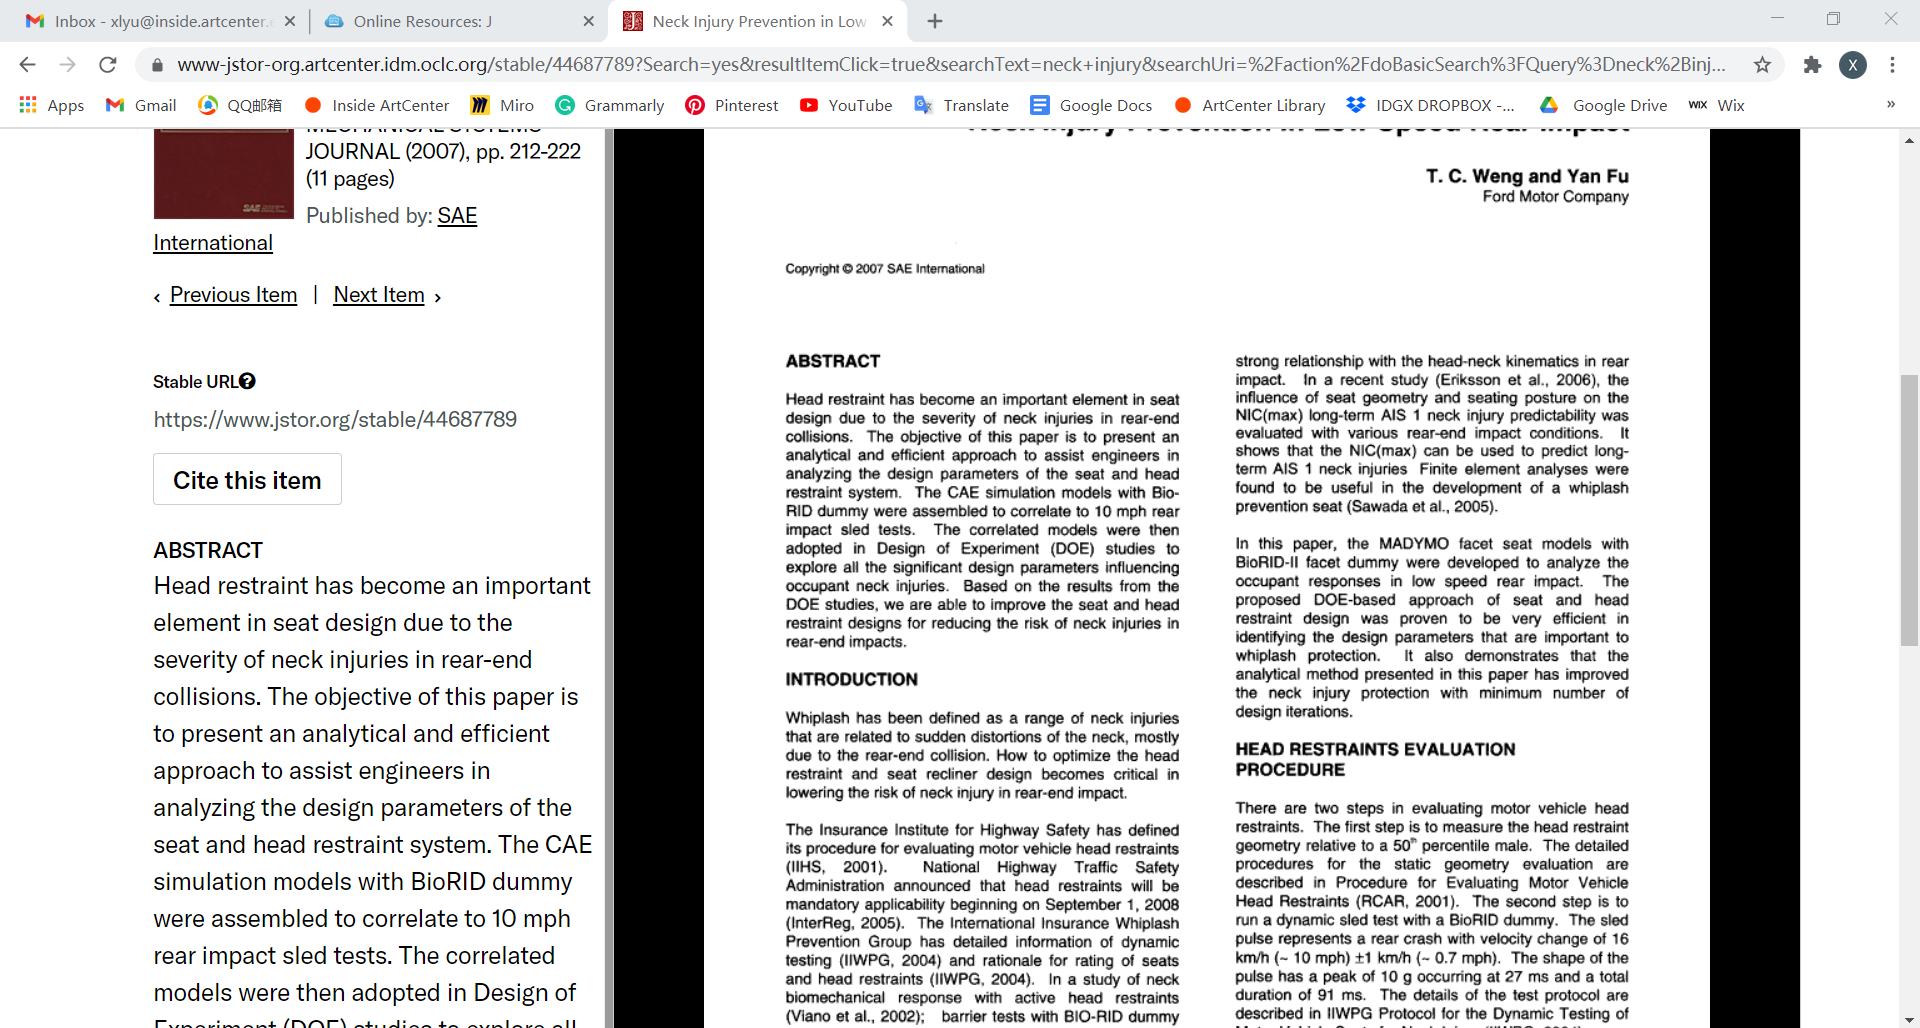 Inbox - xlyu@inside.artcenter.
Online Resources: J
Neck Injury Prevention in Low
www-jstor-org.artcenter.idm.oclc.org/stable/44687789?Search=yes&resultItemClick=true&searchText=neck+injury&searchUri=%2Faction%2FdoBasicSearch%3FQuery%3Dneck%2Binj...
X
Apps
Gmail
QQ邮箱
Inside ArtCenter
Miro
Grammarly
Pinterest
YouTube
Translate
Google Docs
ArtCenter Library
IDGX DROPBOX -...
Google Drive
WIX Wix
»
MECHANICAL SYSTEMS
JOURNAL (2007), pp. 212-222
(11 pages)
Published by: SAE
International
‹ Previous Item | Next Item ›
Stable URL
https://www.jstor.org/stable/44687789
Cite this item
ABSTRACT
Head restraint has become an important
element in seat design due to the
severity of neck injuries in rear-end
collisions. The objective of this paper is
to present an analytical and efficient
approach to assist engineers in
analyzing the design parameters of the
seat and head restraint system. The CAE
simulation models with BioRID dummy
were assembled to correlate to 10 mph
rear impact sled tests. The correlated
models were then adopted in Design of
Experiment (DOE) studies to explore all
Neck Injury Prevention in Low Speed Rear Impact
T. C. Weng and Yan Fu
Ford Motor Company
Copyright © 2007 SAE International
ABSTRACT
Head restraint has become an important element in seat
design due to the severity of neck injuries in rear-end
collisions. The objective of this paper is to present an
analytical and efficient approach to assist engineers in
analyzing the design parameters of the seat and head
restraint system. The CAE simulation models with Bio-
RID dummy were assembled to correlate to 10 mph rear
impact sled tests. The correlated models were then
adopted in Design of Experiment (DOE) studies to
explore all the significant design parameters influencing
occupant neck injuries. Based on the results from the
DOE studies, we are able to improve the seat and head
restraint designs for reducing the risk of neck injuries in
rear-end impacts.
INTRODUCTION
Whiplash has been defined as a range of neck injuries
that are related to sudden distortions of the neck, mostly
due to the rear-end collision. How to optimize the head
restraint and seat recliner design becomes critical in
lowering the risk of neck injury in rear-end impact.
The Insurance Institute for Highway Safety has defined
its procedure for evaluating motor vehicle head restraints
(IIHS, 2001). National Highway Traffic Safety
Administration announced that head restraints will be
mandatory applicability beginning on September 1, 2008
(InterReg, 2005). The International Insurance Whiplash
Prevention Group has detailed information of dynamic
testing (IIWPG, 2004) and rationale for rating of seats
and head restraints (IIWPG, 2004). In a study of neck
biomechanical response with active head restraints
(Viano et al., 2002); barrier tests with BIO-RID dummy
strong relationship with the head-neck kinematics in rear
impact. In a recent study (Eriksson et al., 2006), the
influence of seat geometry and seating posture on the
NIC(max) long-term AIS 1 neck injury predictability was
evaluated with various rear-end impact conditions. It
shows that the NIC(max) can be used to predict long-
term AIS 1 neck injuries Finite element analyses were
found to be useful in the development of a whiplash
prevention seat (Sawada et al., 2005).
In this paper, the MADYMO facet seat models with
BioRID-II facet dummy were developed to analyze the
occupant responses in low speed rear impact. The
proposed DOE-based approach of seat and head
restraint design was proven to be very efficient in
identifying the design parameters that are important to
whiplash protection. It also demonstrates that the
analytical method presented in this paper has improved
the neck injury protection with minimum number of
design iterations.
HEAD RESTRAINTS EVALUATION
PROCEDURE
There are two steps in evaluating motor vehicle head
restraints. The first step is to measure the head restraint
geometry relative to a 50th percentile male. The detailed
procedures for the static geometry evaluation are
described in Procedure for Evaluating Motor Vehicle
Head Restraints (RCAR, 2001). The second step is to
run a dynamic sled test with a BioRID dummy. The sled
pulse represents a rear crash with velocity change of 16
km/h (~ 10 mph) ±1 km/h (~ 0.7 mph). The shape of the
pulse has a peak of 10 g occurring at 27 ms and a total
duration of 91 ms. The details of the test protocol are
described in IIWPG Protocol for the Dynamic Testing of